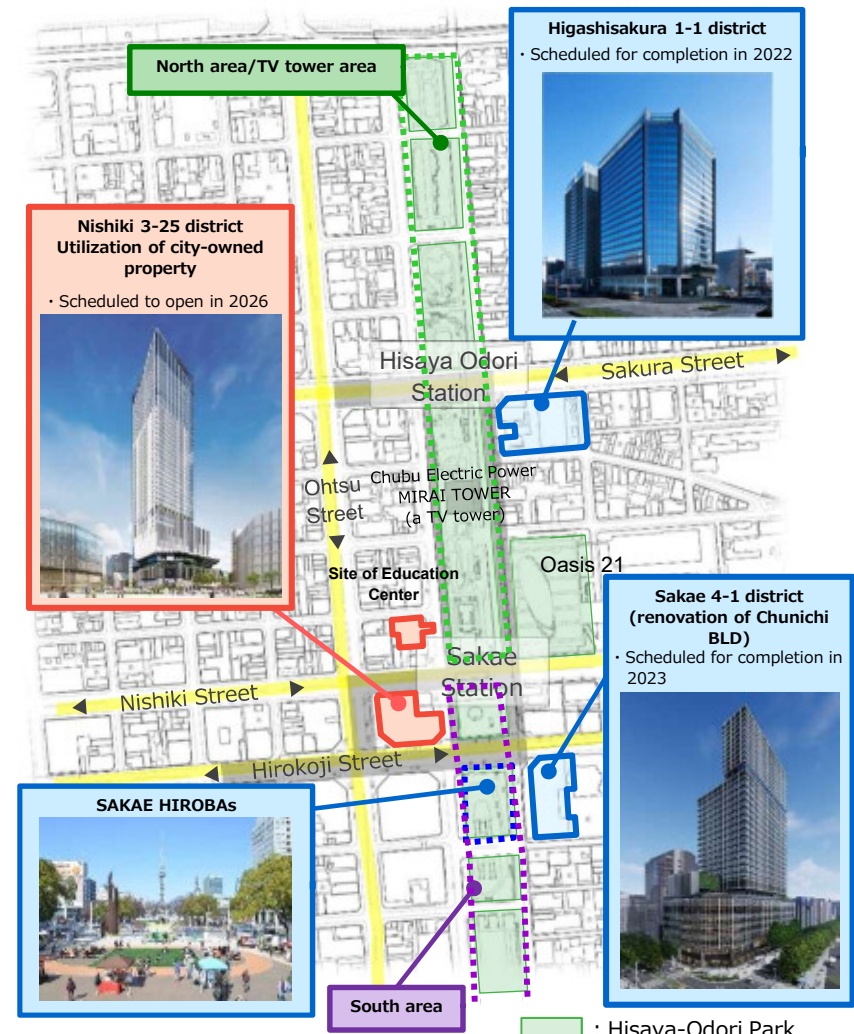 North area/TV tower area
Higashisakura 1-1 district
・Scheduled for completion in 2022
Nishiki 3-25 district
Utilization of city-owned
property
・Scheduled to open in 2026
Hisaya Odori
Station
Sakura Street
Chubu Electric Power
MIRAI TOWER
(a TV tower)
Ohtsu
Street
Oasis 21
Site of Education
Center
Sakae 4-1 district
(renovation of Chunichi
BLD)
・Scheduled for completion in
2023
Sakae
Station
Nishiki Street
Hirokoji Street
SAKAE HIROBAs
South area
: Hisaya-Odori Park